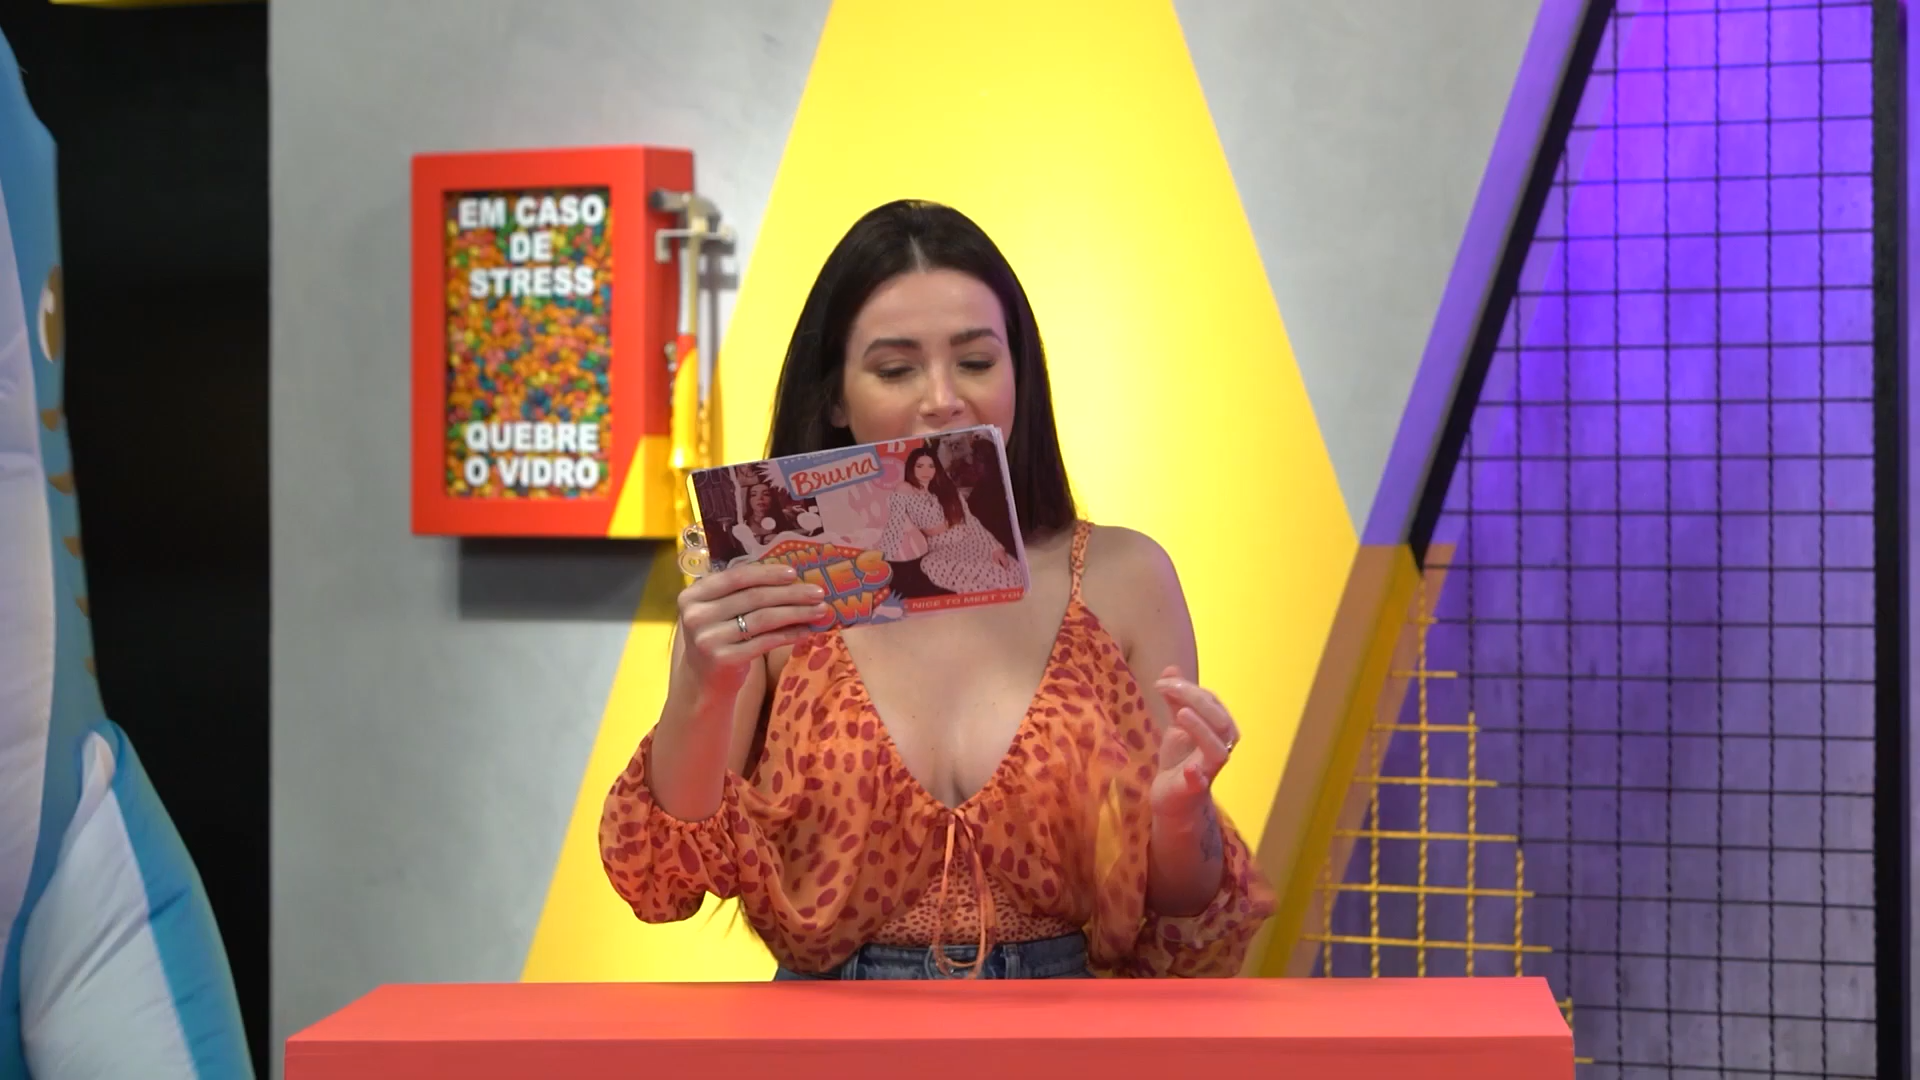 EM CASO
DE
STRESS
QUEBRE
O VIDRO
Bruna
NICE TO MEET YOU